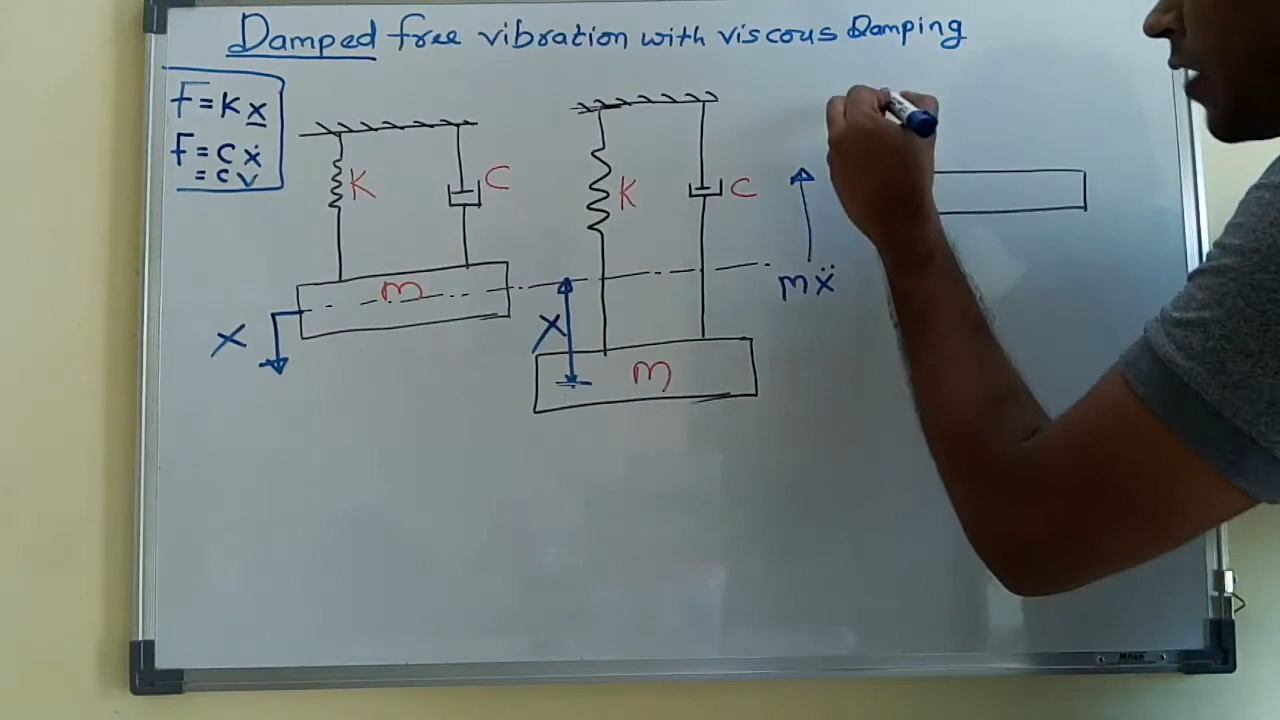 Damped free vibration with viscous Damping
F = K x
F = C ẋ
= C v
K
C
m
X
K
C
X
m
mẍ